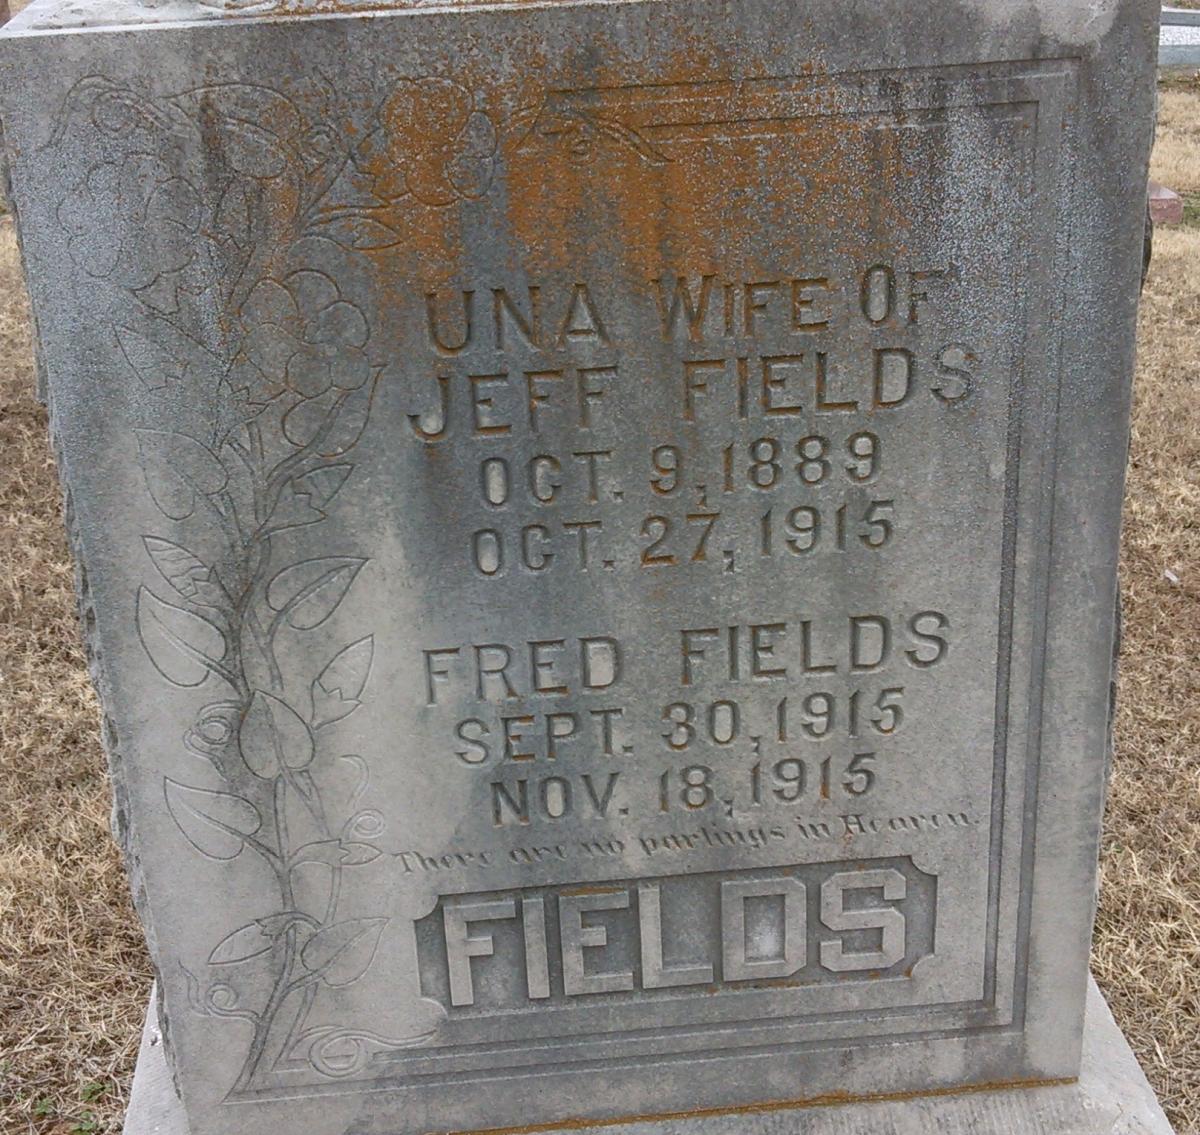 UNA WIFE OF
JEFF FIELDS
OCT. 9, 1889
OCT. 27, 1915
FRED FIELDS
SEPT. 30, 1915
NOV. 18, 1915
There are no partings in Heaven.
FIELDS